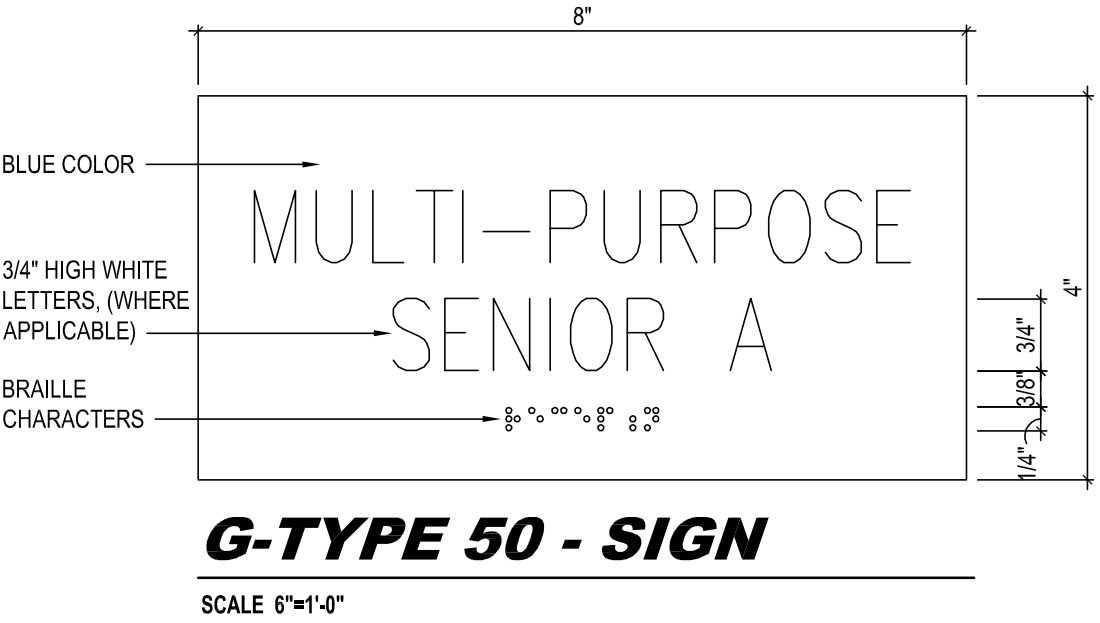 8"
BLUE COLOR
MULTI-PURPOSE
4"
3/4" HIGH WHITE
LETTERS, (WHERE
APPLICABLE)
SENIOR A
3/4"
3/8"
BRAILLE
CHARACTERS
1/4"
G-TYPE 50 - SIGN
SCALE 6"=1'-0"